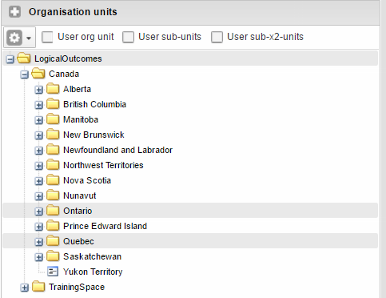 Organisation units
User org unit User sub-units User sub-x2-units
LogicalOutcomes
Canada
Alberta
British Columbia
Manitoba
New Brunswick
Newfoundland and Labrador
Northwest Territories
Nova Scotia
Nunavut
Ontario
Prince Edward Island
Quebec
Saskatchewan
Yukon Territory
TrainingSpace